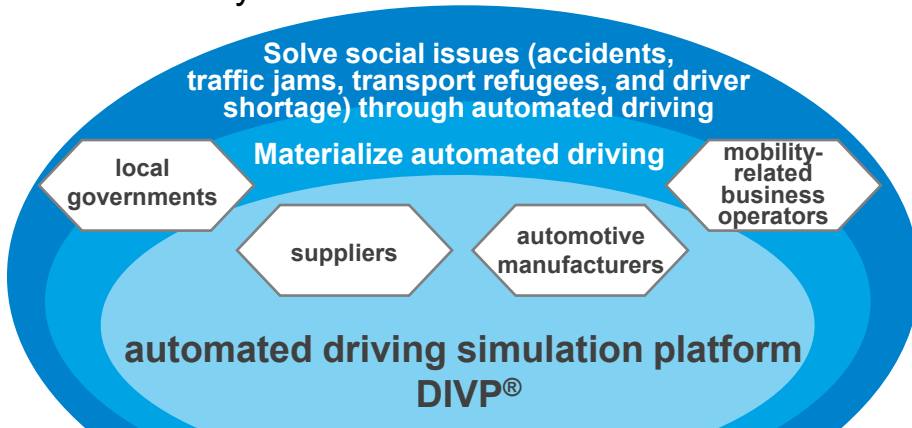 Solve social issues (accidents,
traffic jams, transport refugees, and driver
shortage) through automated driving
Materialize automated driving
local
governments
mobility-
related
business
operators
suppliers
automotive
manufacturers
automated driving simulation platform
DIVP®